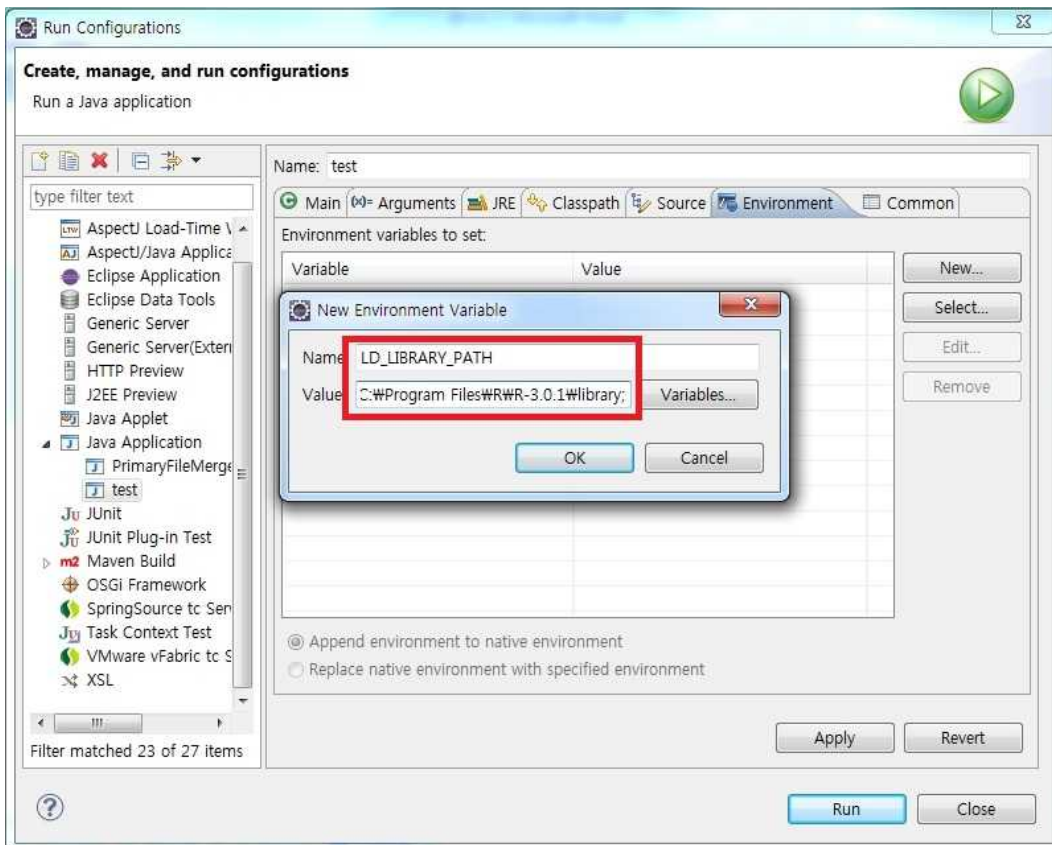 Run Configurations
Create, manage, and run configurations
Run a Java application
type filter text
AspectJ Load-Time
AspectJ/Java Applica
Eclipse Application
Eclipse Data Tools
Generic Server
Generic Server(Extern
HTTP Preview
J2EE Preview
Java Applet
Java Application
PrimaryFileMerge
test
JUnit
JUnit Plug-in Test
m2 Maven Build
OSGi Framework
SpringSource tc Ser
Task Context Test
VMware vFabric tc S
XSL
Filter matched 23 of 27 items
Name: test
Main (x)= Arguments JRE Classpath Source Environment Common
Environment variables to set:
Variable Value
New...
Select...
Edit...
Remove
New Environment Variable
Name LD_LIBRARY_PATH
Value C:₩Program Files₩R₩R-3.0.1₩library; Variables...
OK Cancel
Append environment to native environment
Replace native environment with specified environment
Apply Revert
Run Close